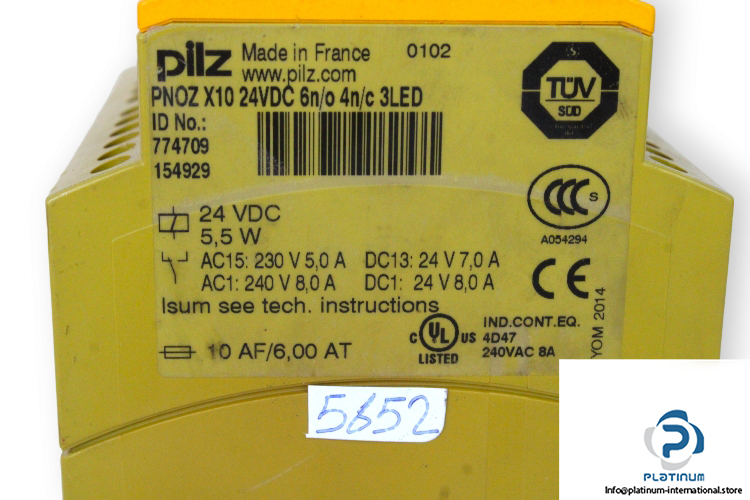 pilz Made in France 0102
www.pilz.com
PNOZ X10 24VDC 6n/o 4n/c 3LED
ID No.:
774709
154929
TÜV
SÜD
CCC S
A054294
24 VDC
5,5 W
AC15: 230 V 5,0 A DC13: 24 V 7,0 A
AC1: 240 V 8,0 A DC1: 24 V 8,0 A
Isum see tech. instructions
CE
YOM 2014
10 AF/6,00 AT
C UL US
LISTED
IND.CONT.EQ.
4D47
240VAC 8A
5652
PLATINUM
Info@platinum-international.store